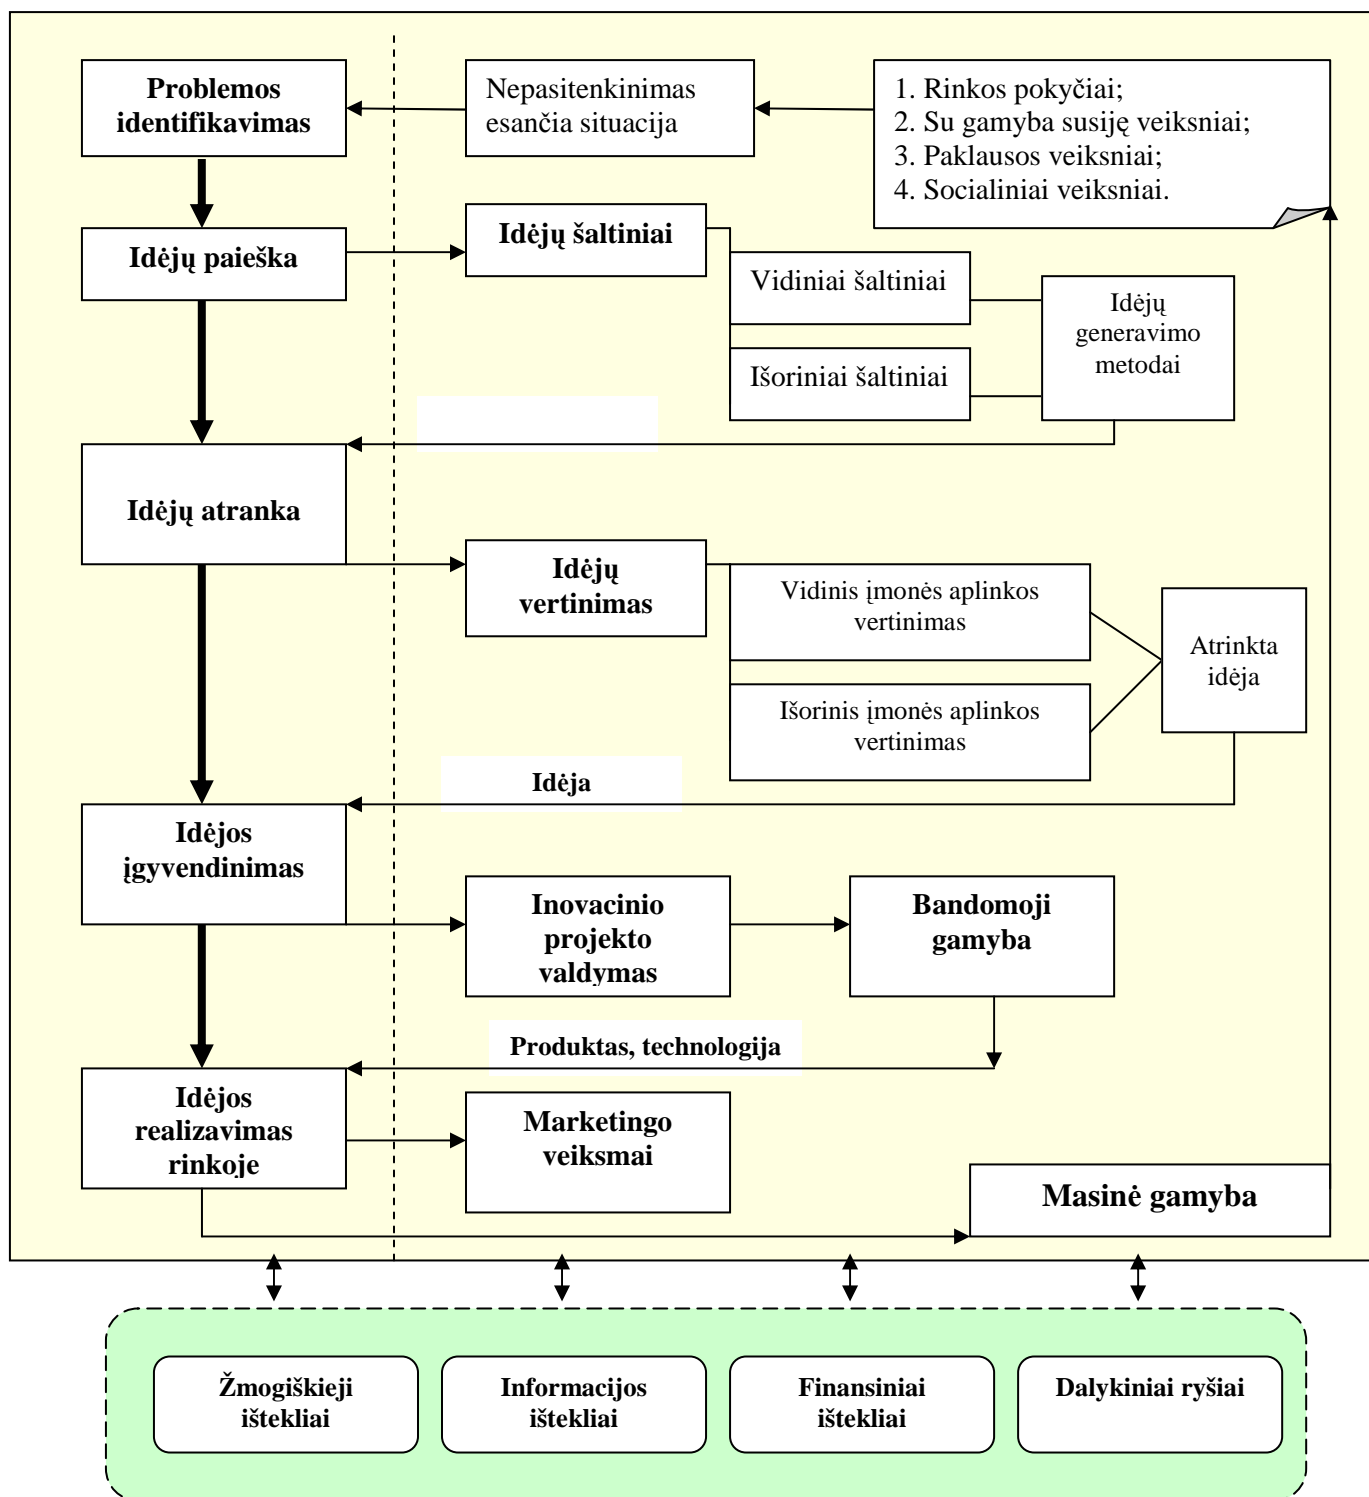 Problemos
identifikavimas
Nepasitenkinimas
esančia situacija
1. Rinkos pokyčiai;
2. Su gamyba susiję veiksniai;
3. Paklausos veiksniai;
4. Socialiniai veiksniai.
Idėjų paieška
Idėjų šaltiniai
Vidiniai šaltiniai
Išoriniai šaltiniai
Idėjų
generavimo
metodai
Idėjų atranka
Idėjų
vertinimas
Vidinis įmonės aplinkos
vertinimas
Išorinis įmonės aplinkos
vertinimas
Atrinkta
idėja
Idėja
Idėjos
įgyvendinimas
Inovacinio
projekto
valdymas
Bandomoji
gamyba
Produktas, technologija
Idėjos
realizavimas
rinkoje
Marketingo
veiksmai
Masinė gamyba
Žmogiškieji
ištekliai
Informacijos
ištekliai
Finansiniai
ištekliai
Dalykiniai ryšiai